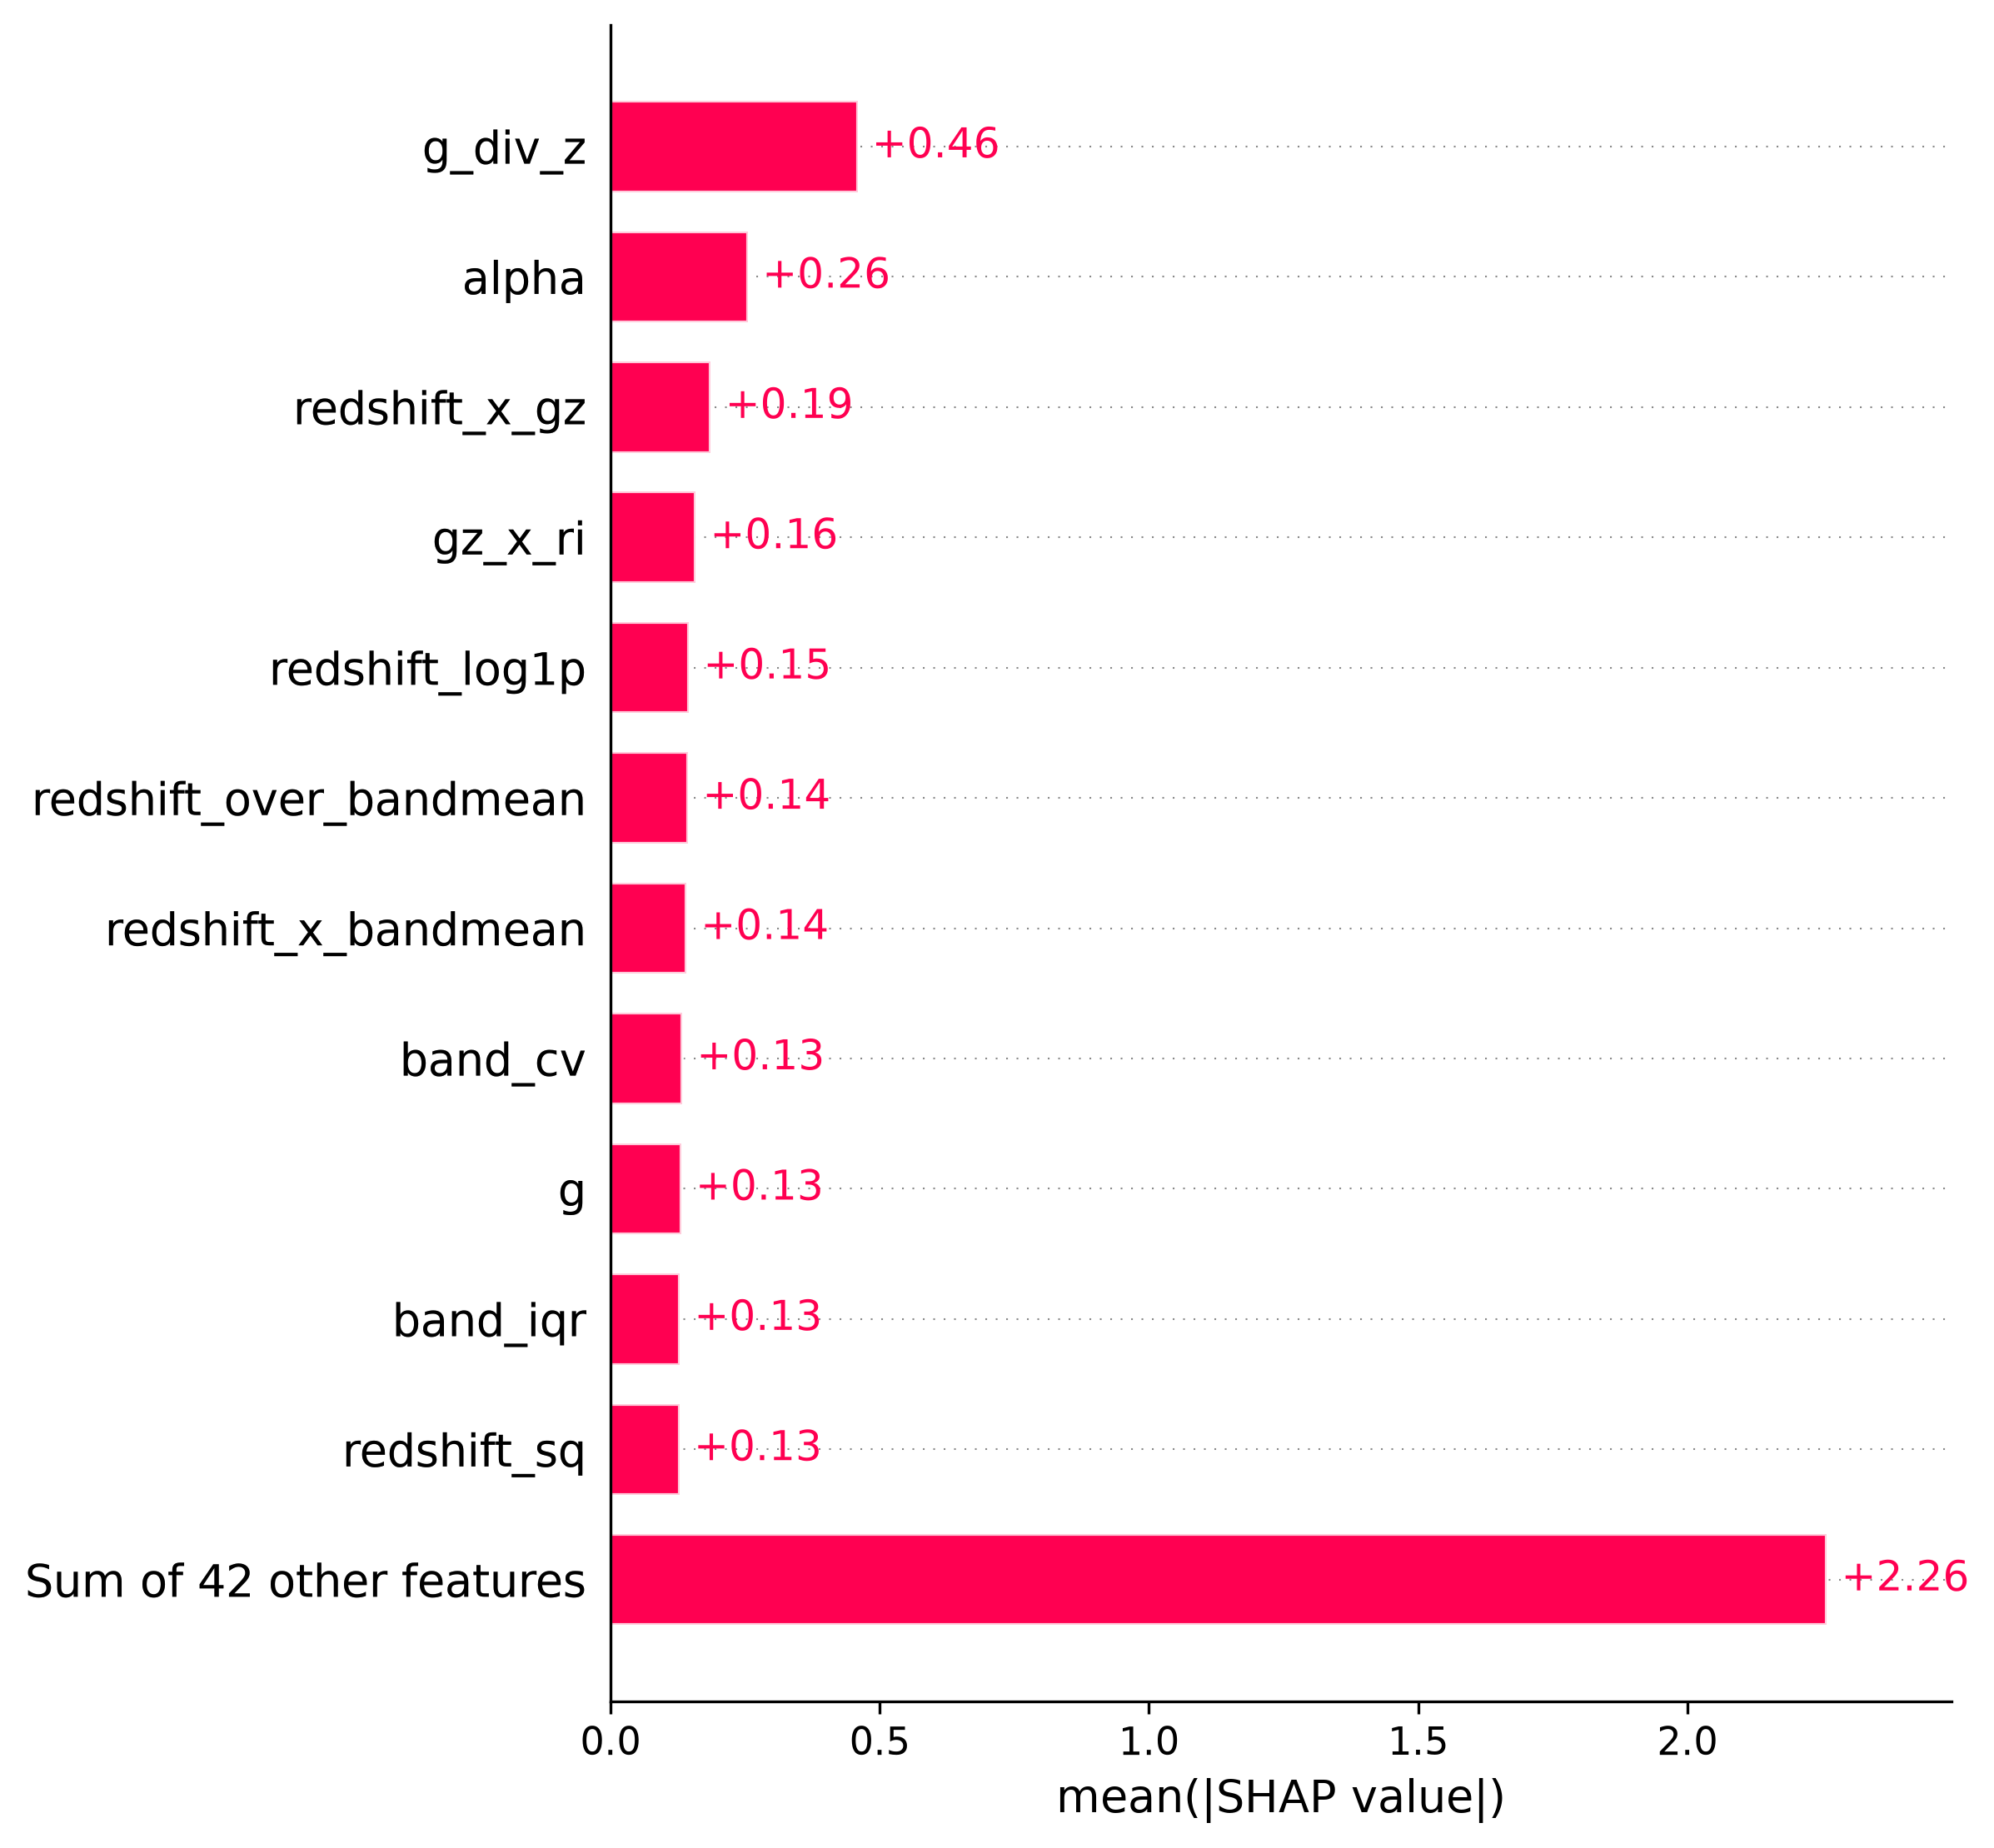 g_div_z +0.46
alpha +0.26
redshift_x_gz +0.19
gz_x_ri +0.16
redshift_log1p +0.15
redshift_over_bandmean +0.14
redshift_x_bandmean +0.14
band_cv +0.13
g +0.13
band_iqr +0.13
redshift_sq +0.13
Sum of 42 other features +2.26
0.0 0.5 1.0 1.5 2.0
mean(|SHAP value|)